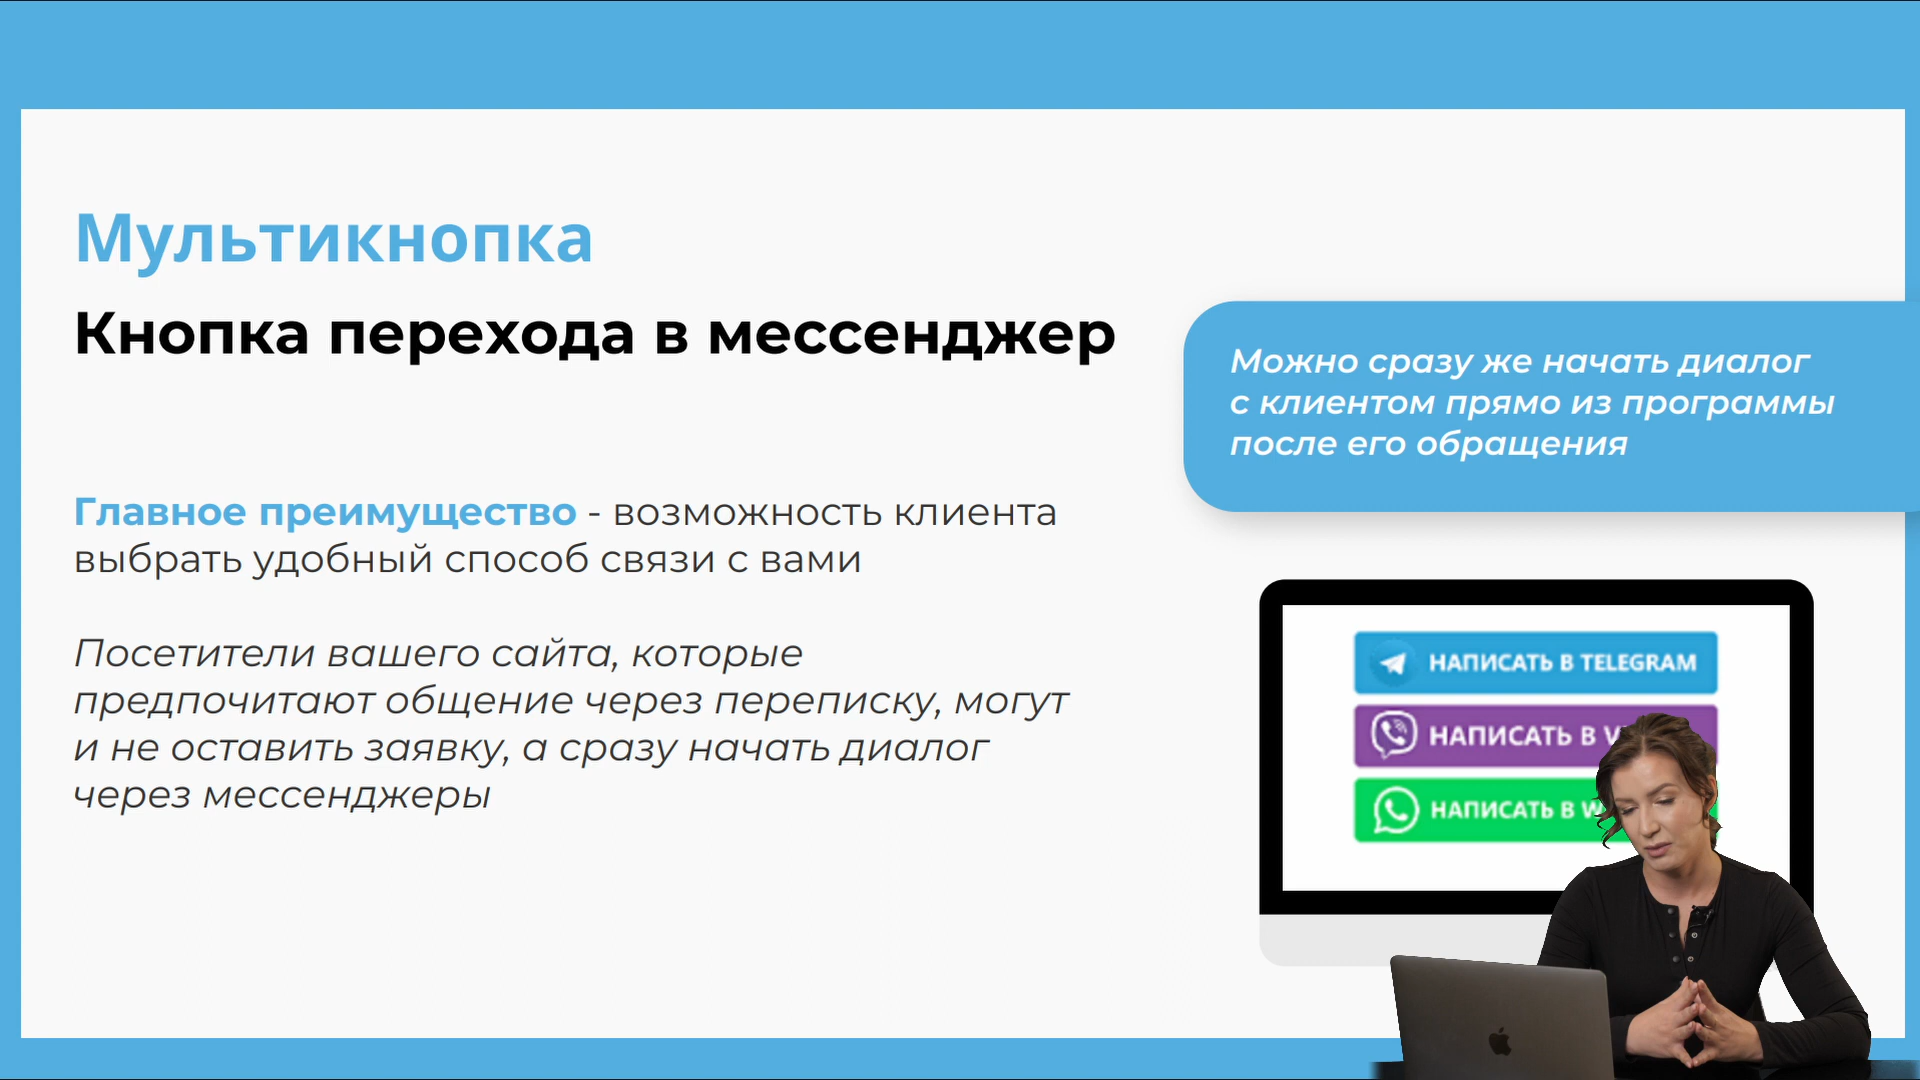 Мультикнопка
Кнопка перехода в мессенджер
Можно сразу же начать диалог
с клиентом прямо из программы
после его обращения
Главное преимущество - возможность клиента
выбрать удобный способ связи с вами
Посетители вашего сайта, которые
предпочитают общение через переписку, могут
и не оставить заявку, а сразу начать диалог
через мессенджеры
НАПИСАТЬ В TELEGRAM
НАПИСАТЬ В
НАПИСАТЬ В